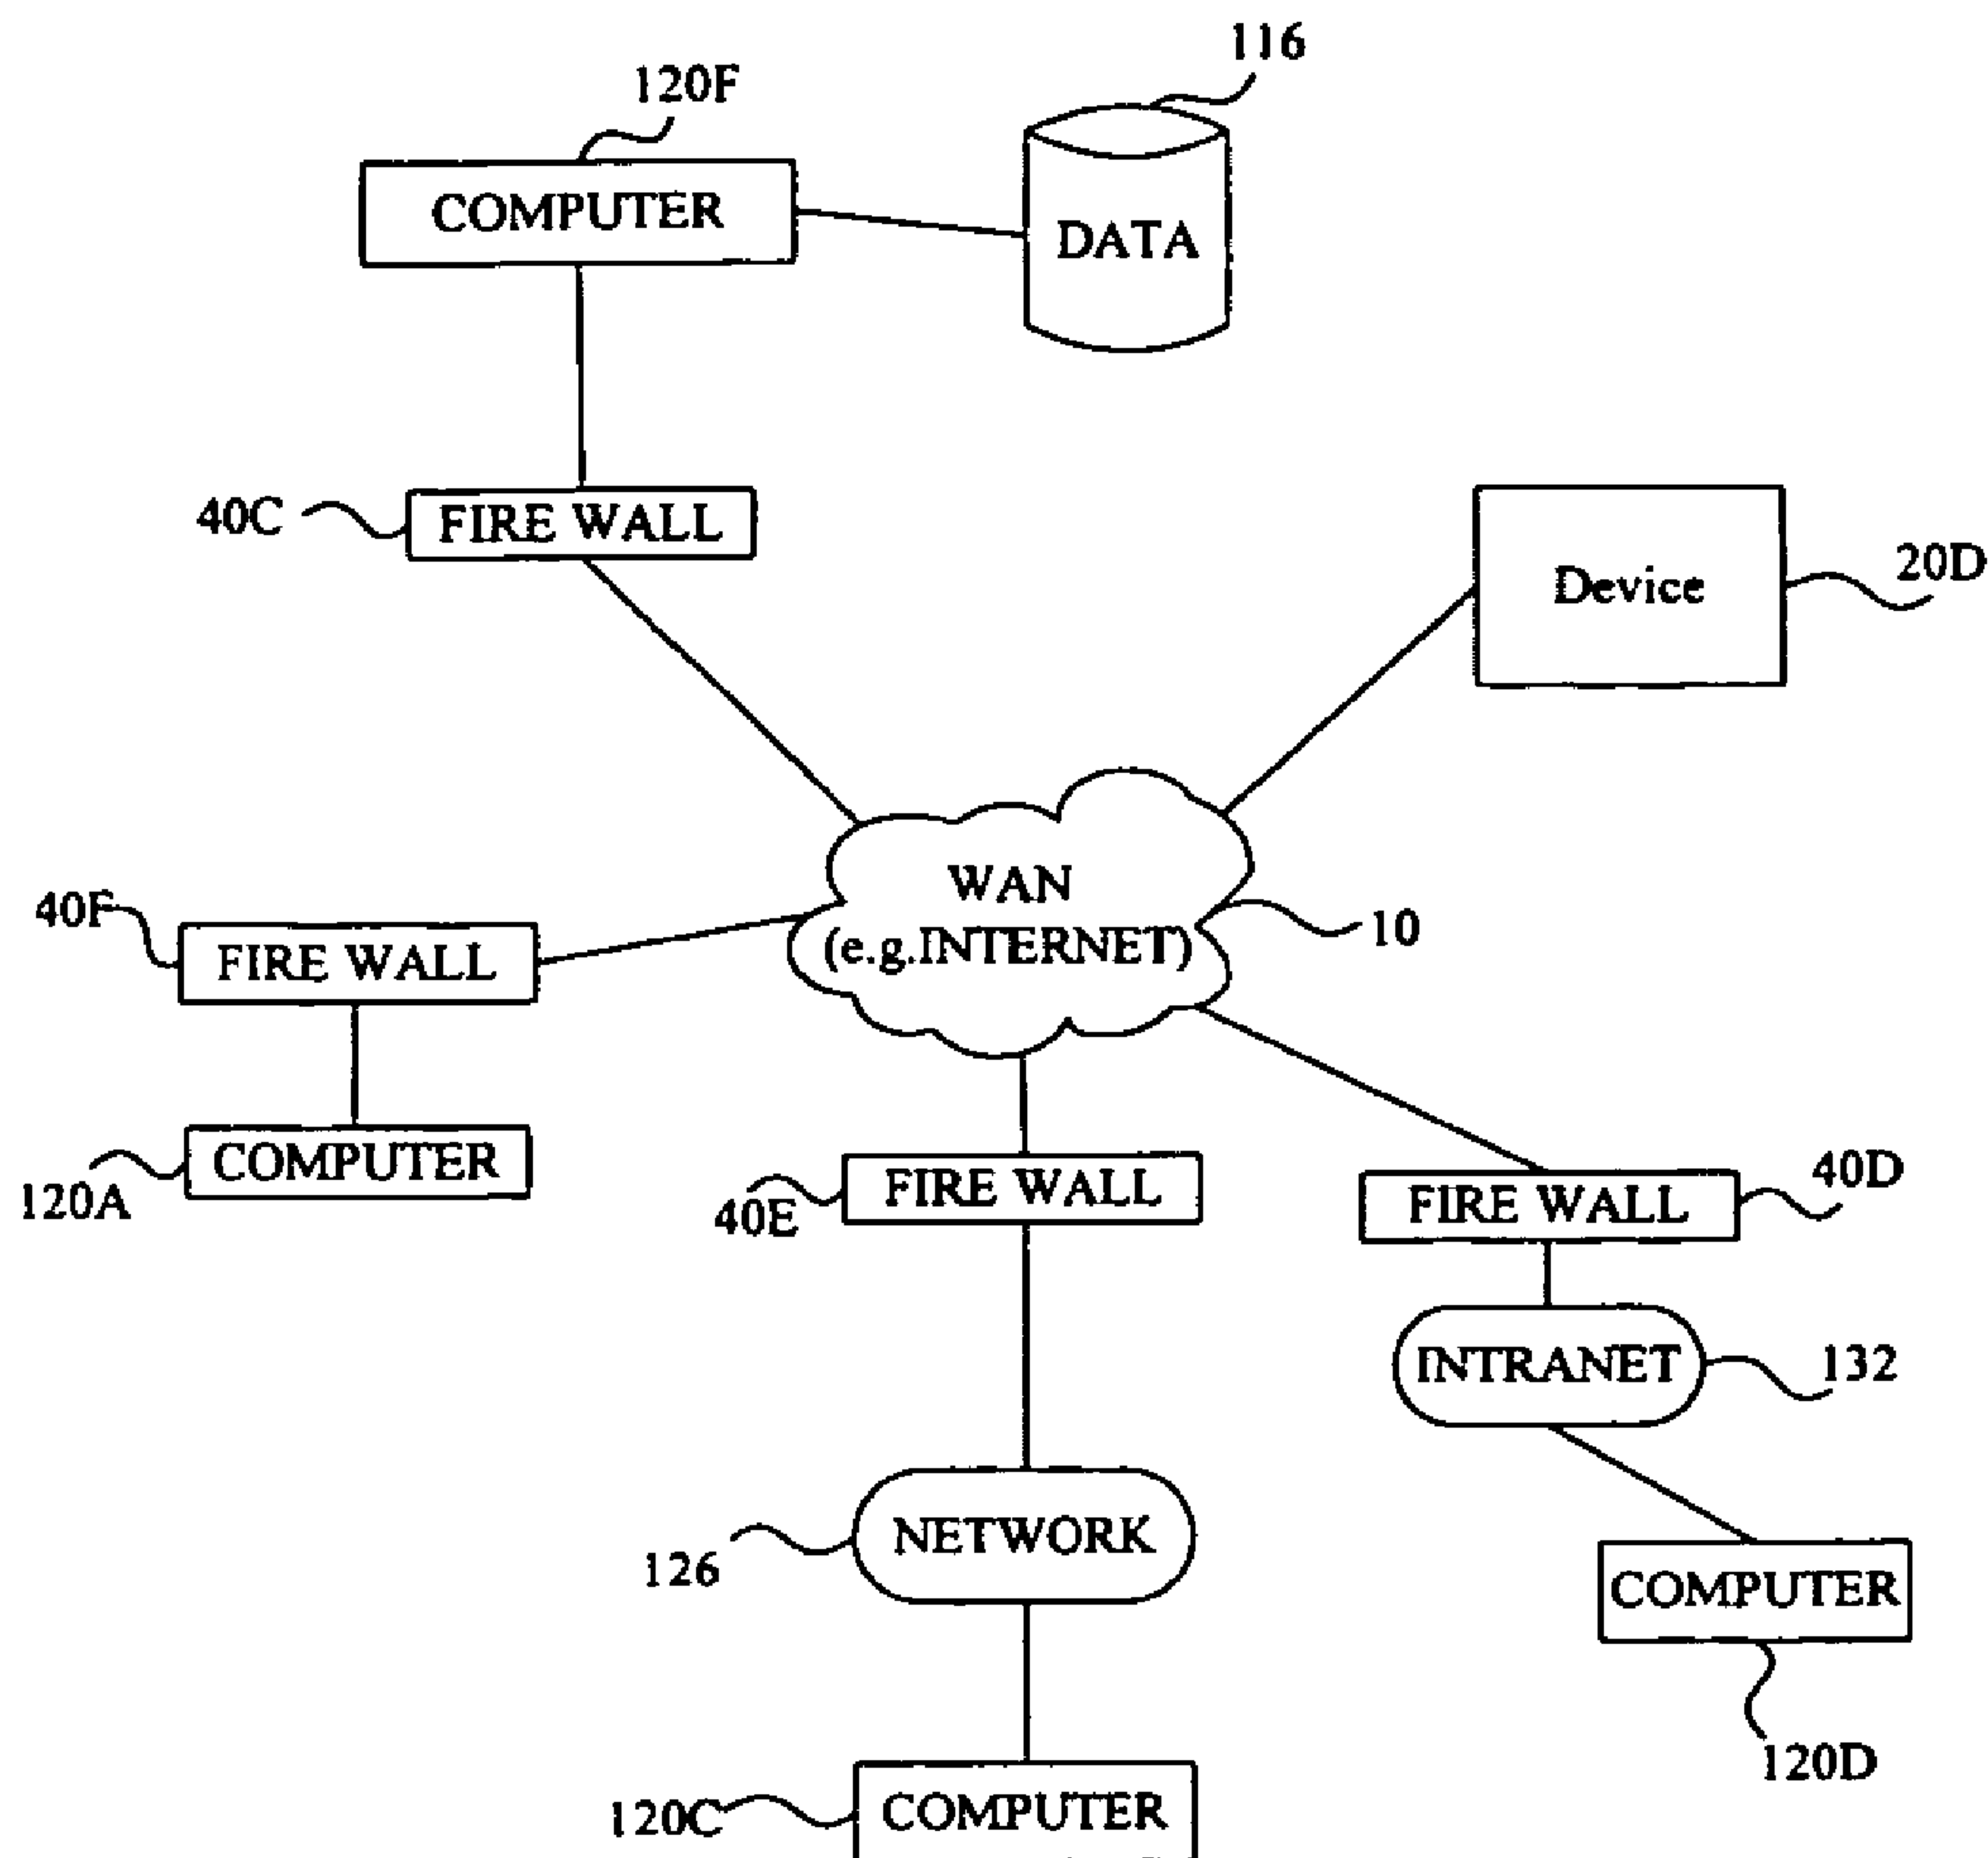 116
120F
COMPUTER
DATA
40C
FIRE WALL
Device
20D
WAN
(e.g.INTERNET)
10
40F
FIRE WALL
COMPUTER
120A
FIRE WALL
40E
FIRE WALL
40D
INTRANET
132
NETWORK
126
COMPUTER
120D
COMPUTER
120C